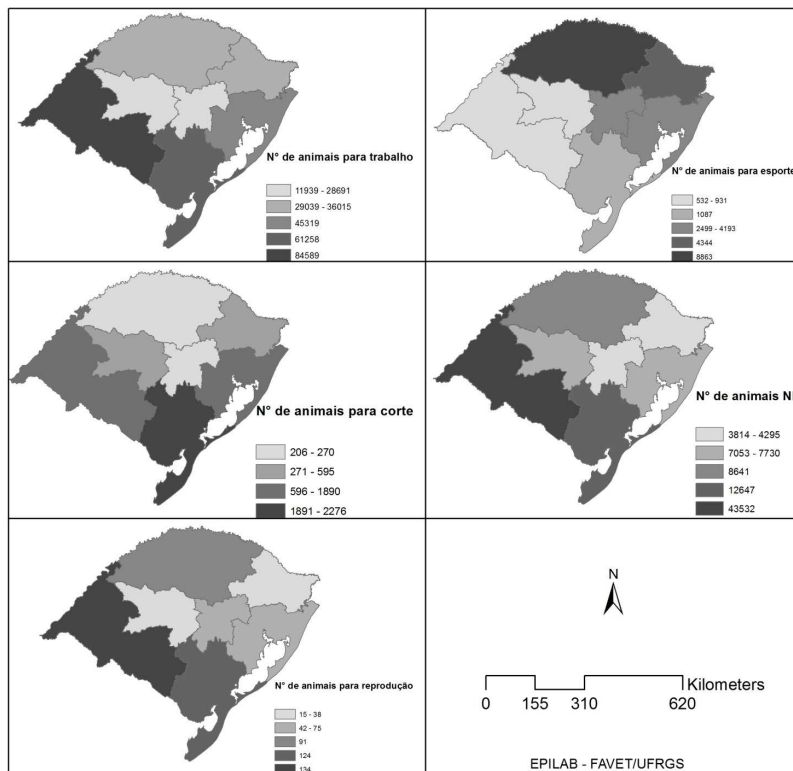 N° de animais para trabalho
11939 - 28691
29039 - 36015
45319
61258
84589
N° de animais para esporte
532 - 931
1087
2499 - 4193
4344
8863
N° de animais para corte
206 - 270
271 - 595
596 - 1890
1891 - 2276
N° de animais NI
3814 - 4295
7053 - 7730
8641
12647
43532
N° de animais para reprodução
15 - 38
42 - 75
91
124
134
N
Kilometers
0 155 310 620
EPILAB - FAVET/UFRGS